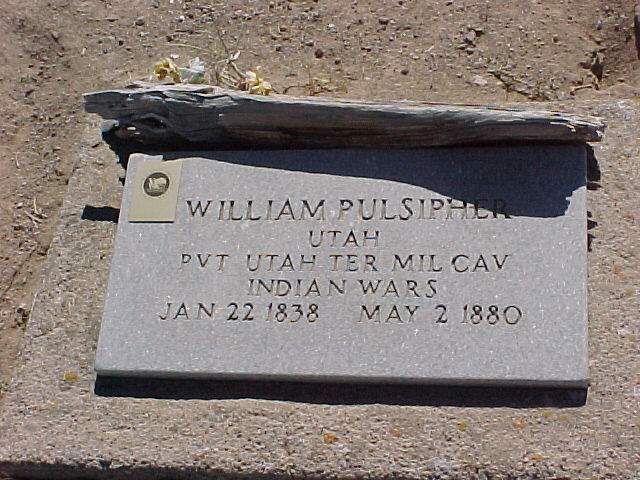 WILLIAM PULSIPHER
UTAH
PVT UTAH TER MIL CAV
INDIAN WARS
JAN 22 1838 MAY 2 1880